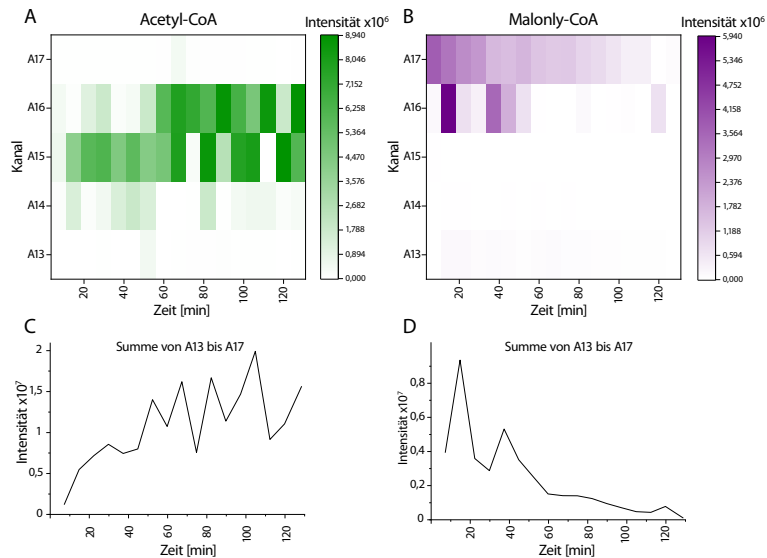 A
Acetyl-CoA
Intensität x10⁶
A17
A16
A15
A14
A13
Kanal
20
40
60
80
100
120
Zeit [min]
8,940
8,046
7,152
6,258
5,364
4,470
3,576
2,682
1,788
0,894
0,000
B
Malonly-CoA
Intensität x10⁶
A17
A16
A15
A14
A13
Kanal
20
40
60
80
100
120
Zeit [min]
5,940
5,346
4,752
4,158
3,564
2,970
2,376
1,782
1,188
0,594
0,000
C
Summe von A13 bis A17
Intensität x10⁷
2
1,5
1
0,5
0
20
40
60
80
100
120
Zeit [min]
D
Summe von A13 bis A17
Intensität x10⁷
0,8
0,6
0,4
0,2
0
20
40
60
80
100
120
Zeit [min]